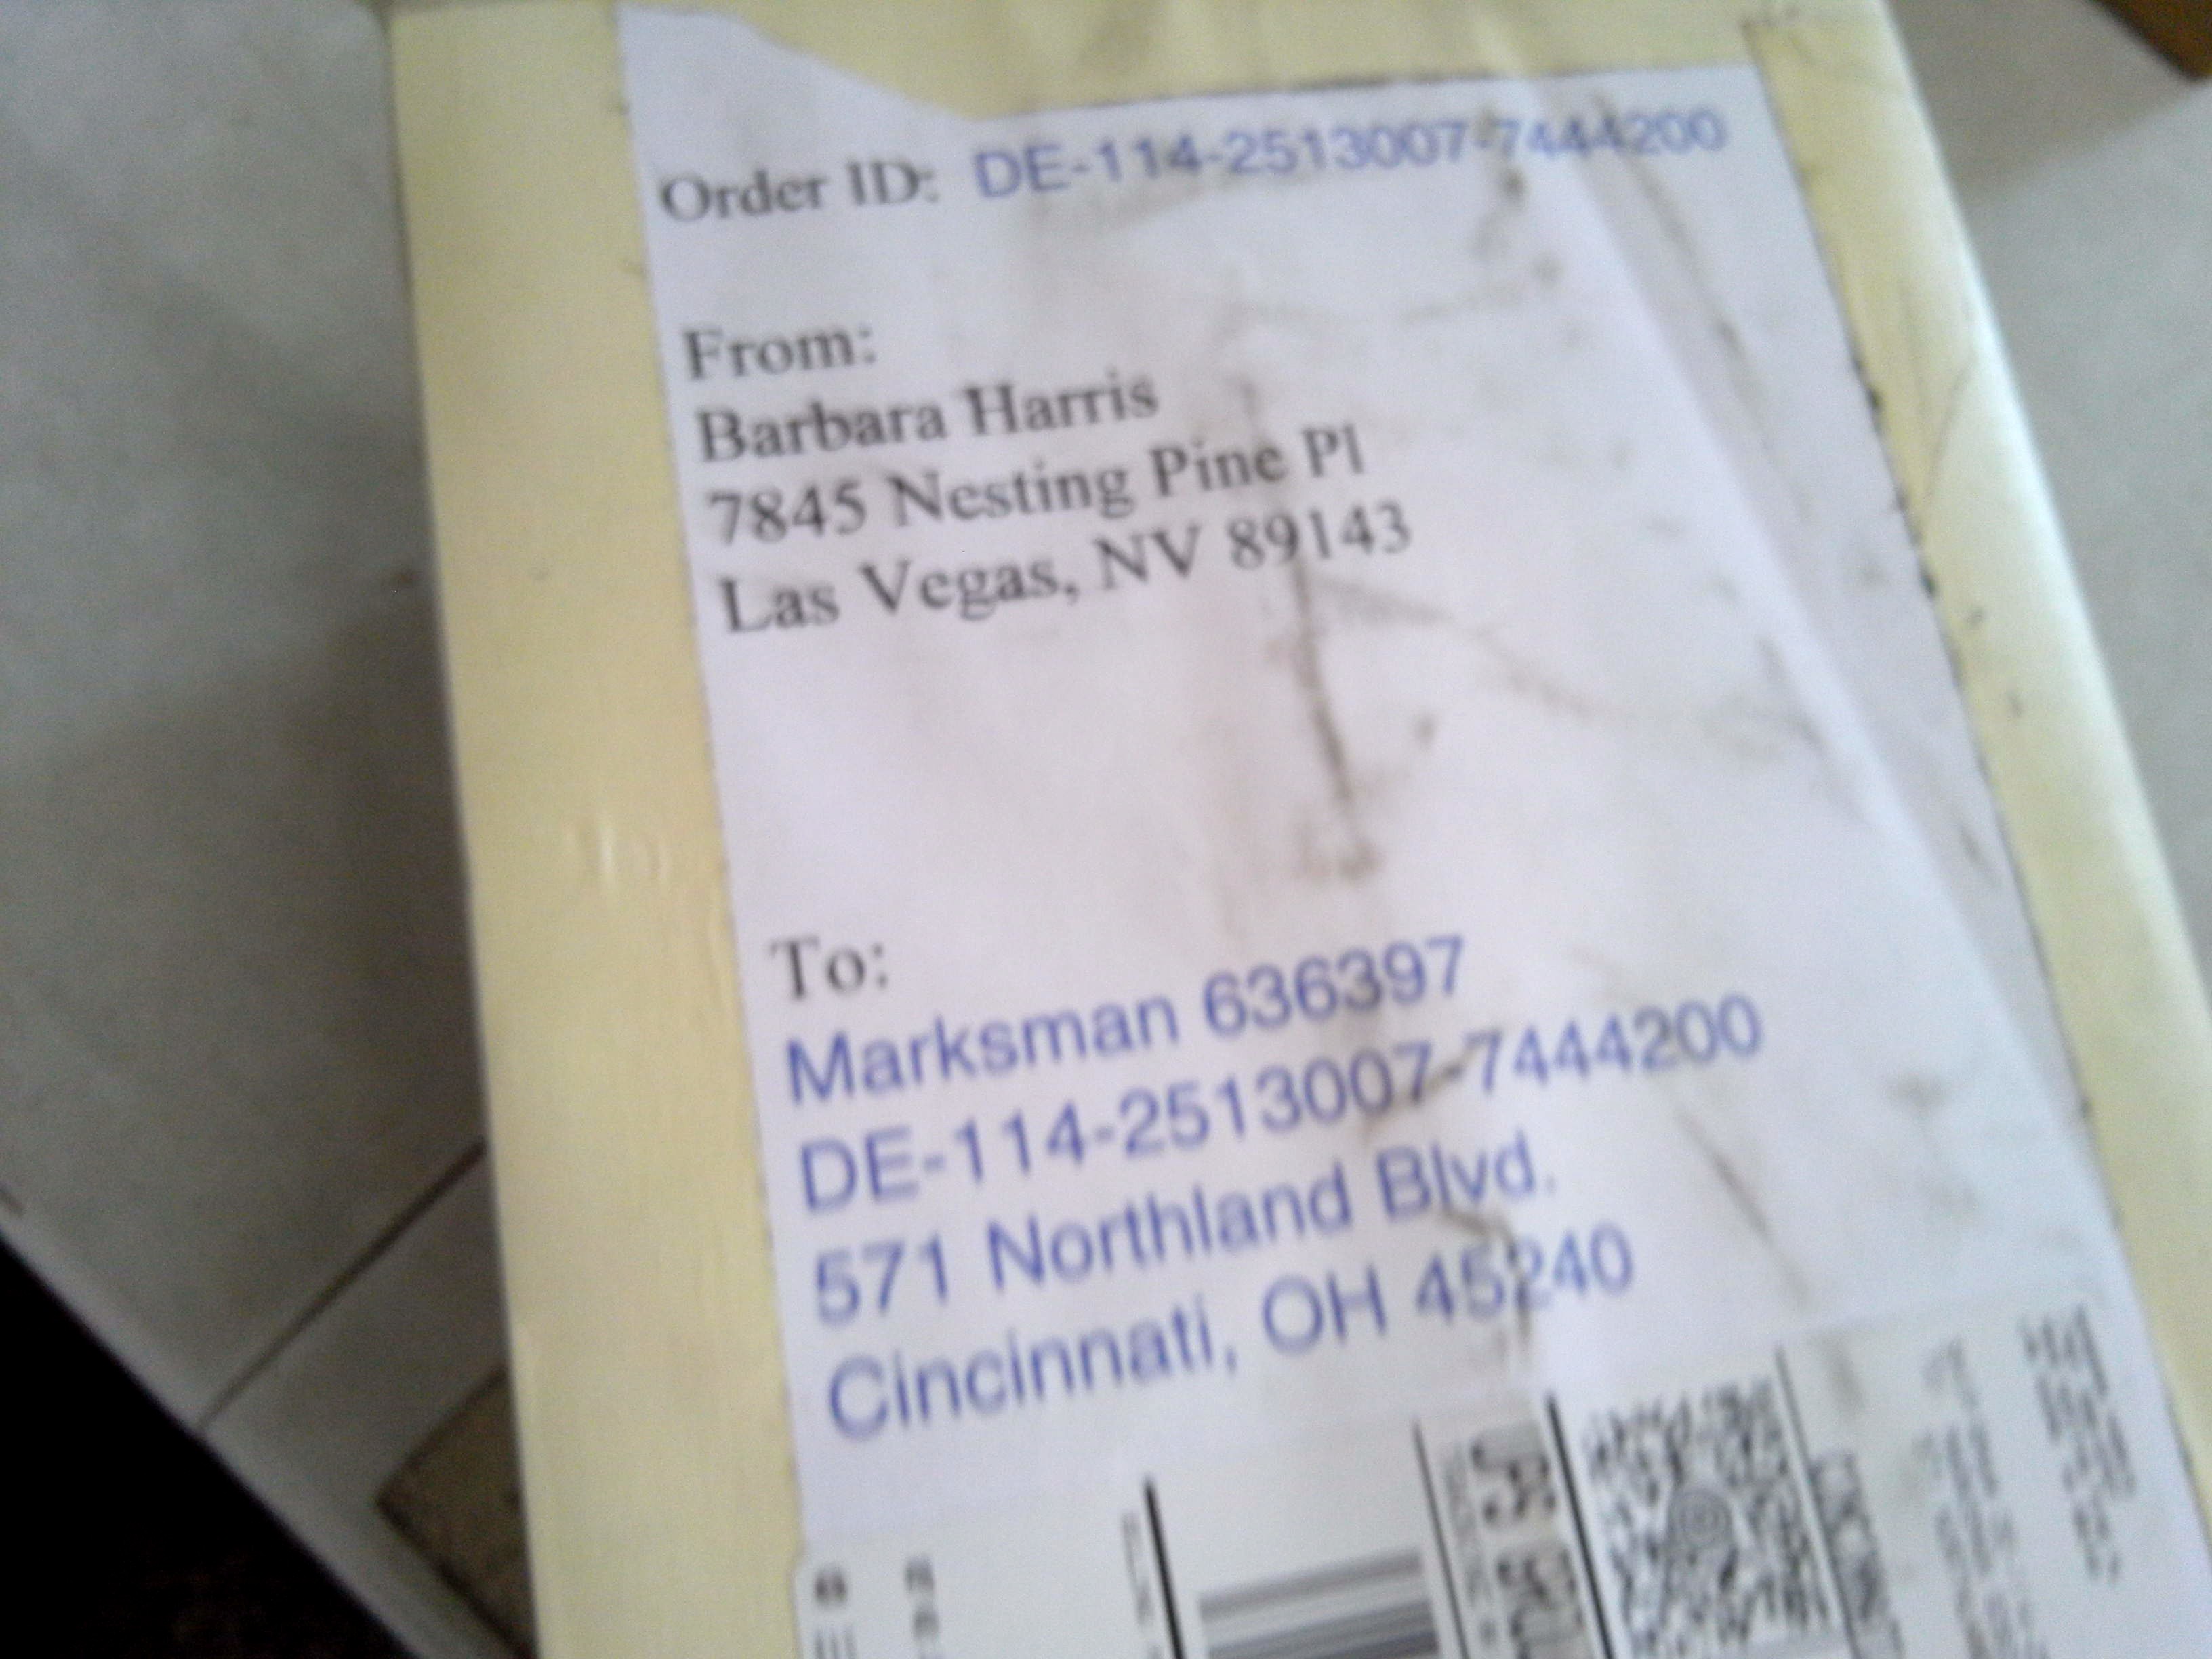 Order ID: DE-114-2513007-7444200
From:
Barbara Harris
7845 Nesting Pine Pl
Las Vegas, NV 89143
To:
Marksman 636397
DE-114-2513007-7444200
571 Northland Blvd.
Cincinnati, OH 45240